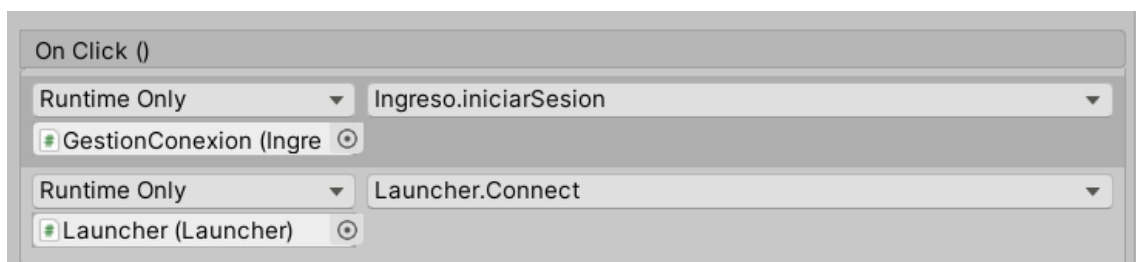 On Click ()
Runtime Only Ingreso.iniciarSesion
GestionConexion (Ingre
Runtime Only Launcher.Connect
Launcher (Launcher)